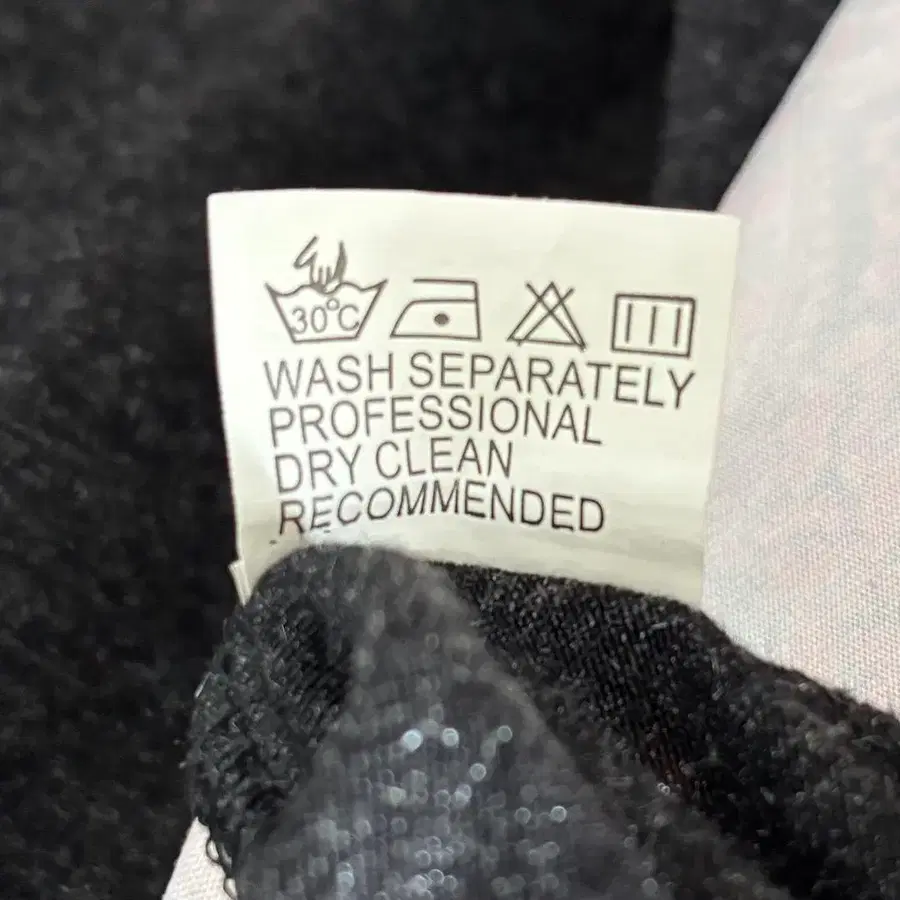 30°C
WASH SEPARATELY
PROFESSIONAL
DRY CLEAN
RECOMMENDED